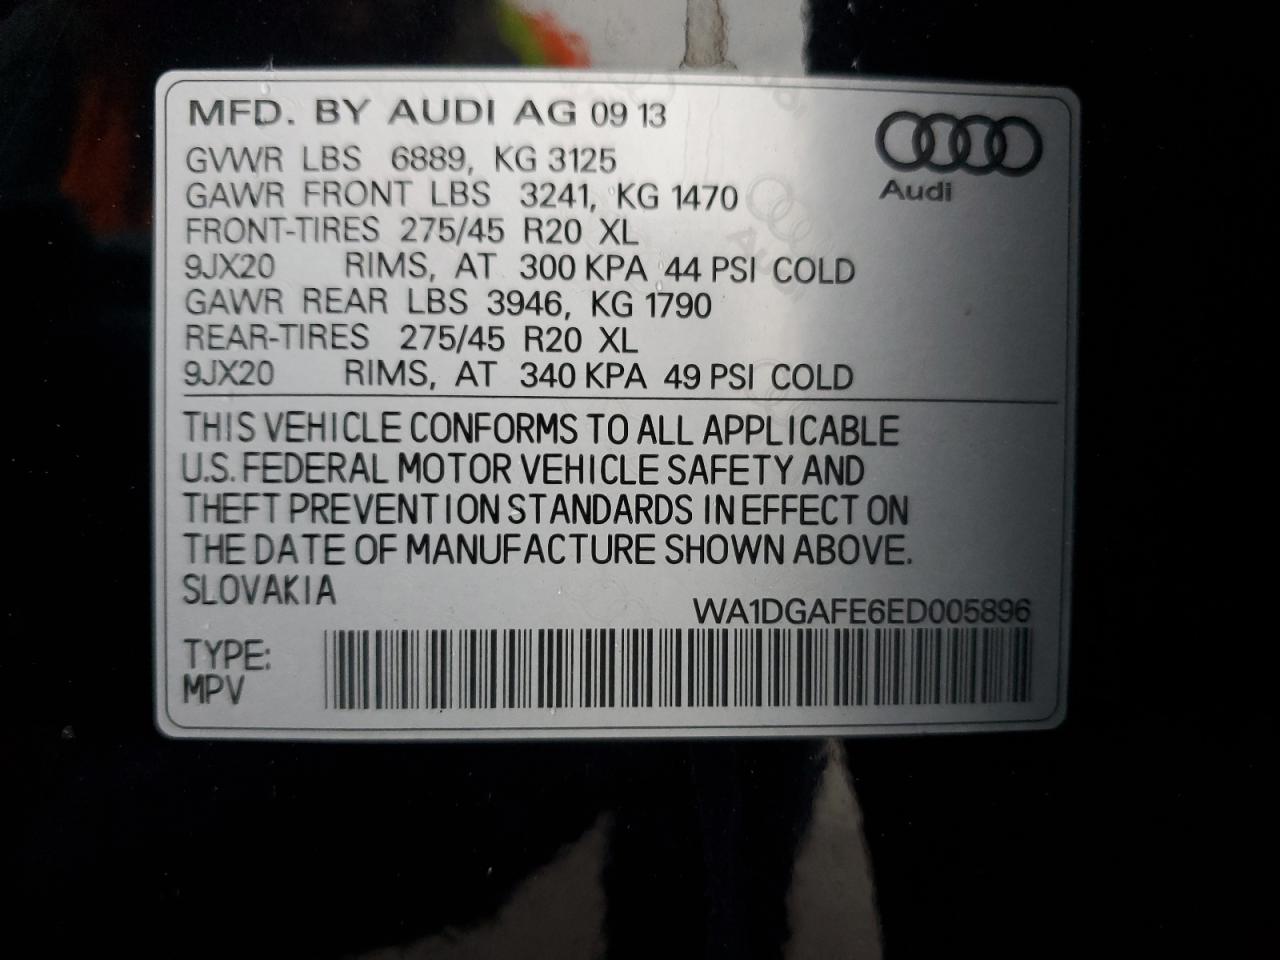 MFD. BY AUDI AG 09 13
GVWR LBS 6889, KG 3125
GAWR FRONT LBS 3241, KG 1470
FRONT-TIRES 275/45 R20 XL
9JX20 RIMS, AT 300 KPA 44 PSI COLD
GAWR REAR LBS 3946, KG 1790
REAR-TIRES 275/45 R20 XL
9JX20 RIMS, AT 340 KPA 49 PSI COLD
Audi
THIS VEHICLE CONFORMS TO ALL APPLICABLE
U.S. FEDERAL MOTOR VEHICLE SAFETY AND
THEFT PREVENTION STANDARDS IN EFFECT ON
THE DATE OF MANUFACTURE SHOWN ABOVE.
SLOVAKIA
WA1DGAFE6ED005896
TYPE:
MPV